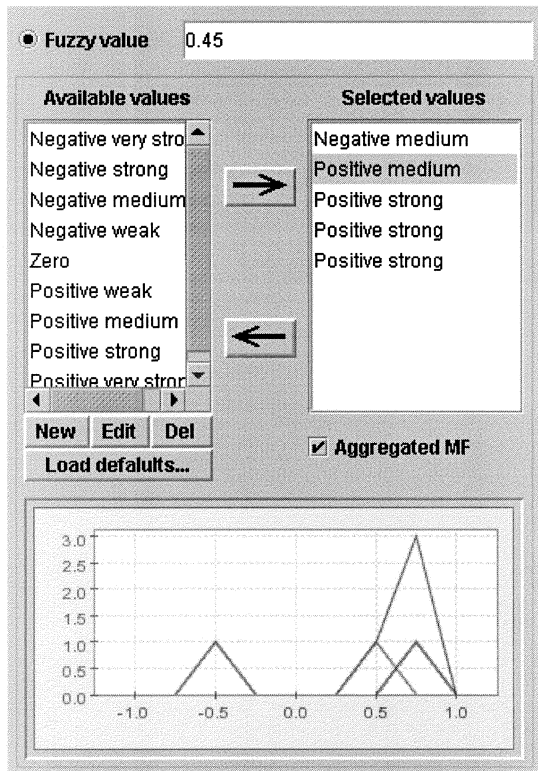 Fuzzy value 0.45
Available values
Negative very stro
Negative strong
Negative medium
Negative weak
Zero
Positive weak
Positive medium
Positive strong
Positive very stror
New Edit Del
Load defalults...
Selected values
Negative medium
Positive medium
Positive strong
Positive strong
Positive strong
Aggregated MF
3.0
2.5
2.0
1.5
1.0
0.5
0.0
-1.0 -0.5 0.0 0.5 1.0